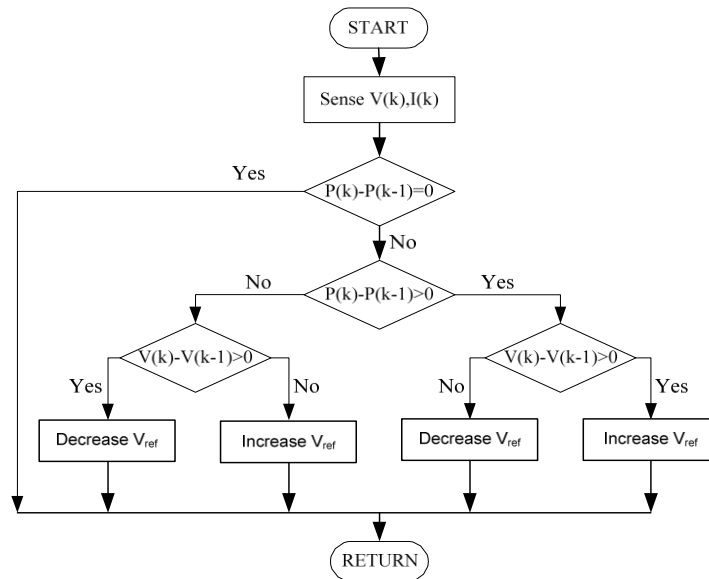 START
Sense V(k),I(k)
Yes
P(k)-P(k-1)=0
No
No
P(k)-P(k-1)>0
Yes
V(k)-V(k-1)>0
V(k)-V(k-1)>0
Yes
No
No
Yes
Decrease Vref
Increase Vref
Decrease Vref
Increase Vref
RETURN